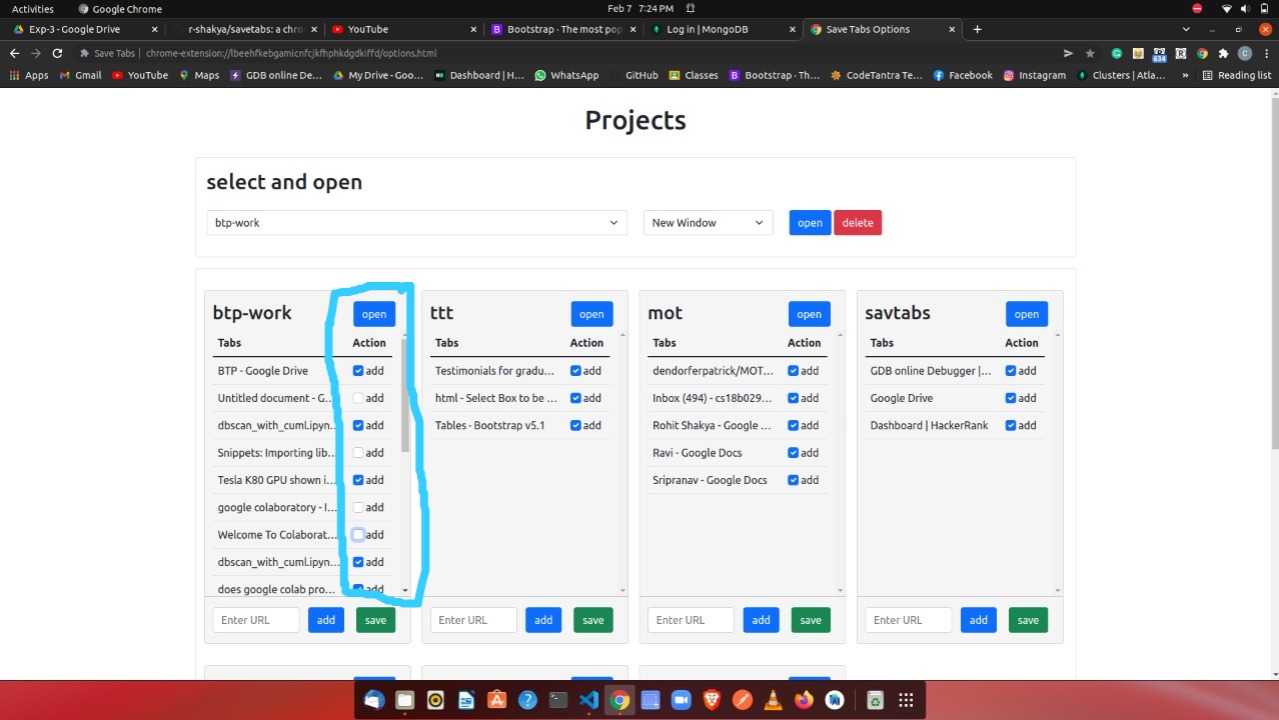 Activities Google Chrome Feb 7 7:24 PM
Exp-3 - Google Drive × r-shakya/savetabs: a chro × YouTube × Bootstrap · The most pop × Log in | MongoDB × Save Tabs Options × +
Save Tabs | chrome-extension://lbeehfkebgamicnfcjkfhphkdgdkiffd/options.html 634 C
Apps Gmail YouTube Maps GDB online De... My Drive - Goo... Dashboard | H... WhatsApp GitHub Classes Bootstrap · Th... CodeTantra Te... Facebook Instagram Clusters | Atla... » Reading list
Projects
select and open
btp-work New Window open delete
btp-work open ttt open mot open savtabs open
Tabs Action Tabs Action Tabs Action Tabs Action
BTP - Google Drive add Testimonials for gradu... add dendorferpatrick/MOT... add GDB online Debugger |... add
Untitled document - G... add html - Select Box to be ... add Inbox (494) - cs18b029... add Google Drive add
dbscan_with_cuml.ipyn... add Tables · Bootstrap v5.1 add Rohit Shakya - Google ... add Dashboard | HackerRank add
Snippets: Importing lib... add Ravi - Google Docs add
Tesla K80 GPU shown i... add Sripranav - Google Docs add
google colaboratory - I... add
Welcome To Colaborat... add
dbscan_with_cuml.ipyn... add
does google colab pro... add
Enter URL add save Enter URL add save Enter URL add save Enter URL add save